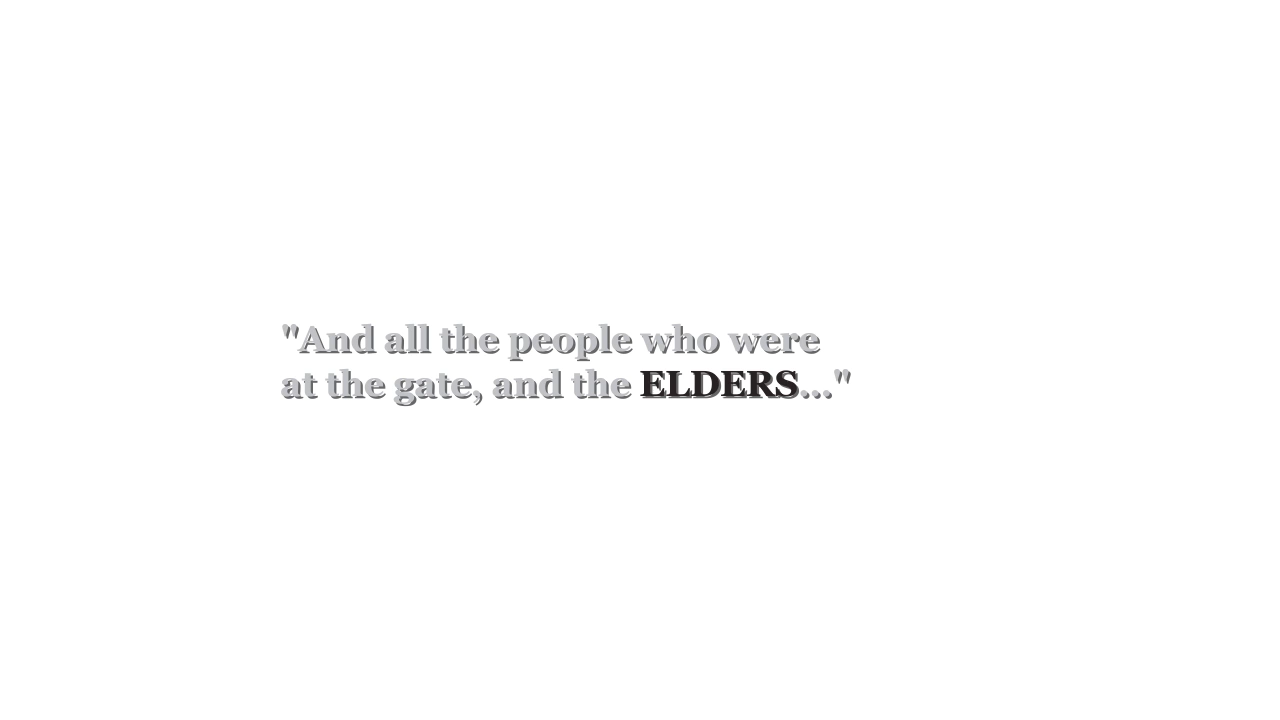 "And all the people who were
at the gate, and the ELDERS..."